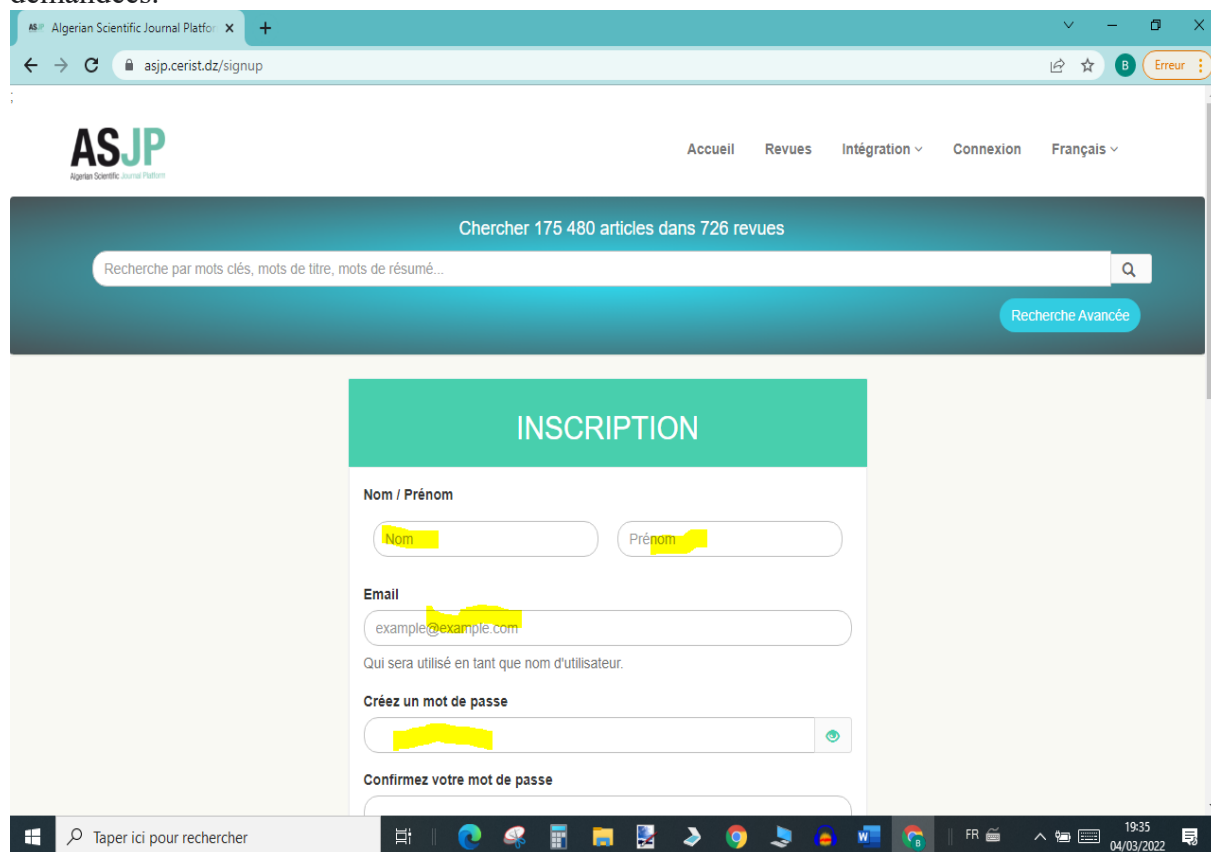 demandées.
Algerian Scientific Journal Platfor
asjp.cerist.dz/signup
B Erreur
;
ASJP
Algerian Scientific Journal Platform
Accueil Revues Intégration Connexion Français
Chercher 175 480 articles dans 726 revues
Recherche par mots clés, mots de titre, mots de résumé...
Recherche Avancée
INSCRIPTION
Nom / Prénom
Nom Prénom
Email
example@example.com
Qui sera utilisé en tant que nom d'utilisateur.
Créez un mot de passe
Confirmez votre mot de passe
Taper ici pour rechercher
FR
19:35
04/03/2022